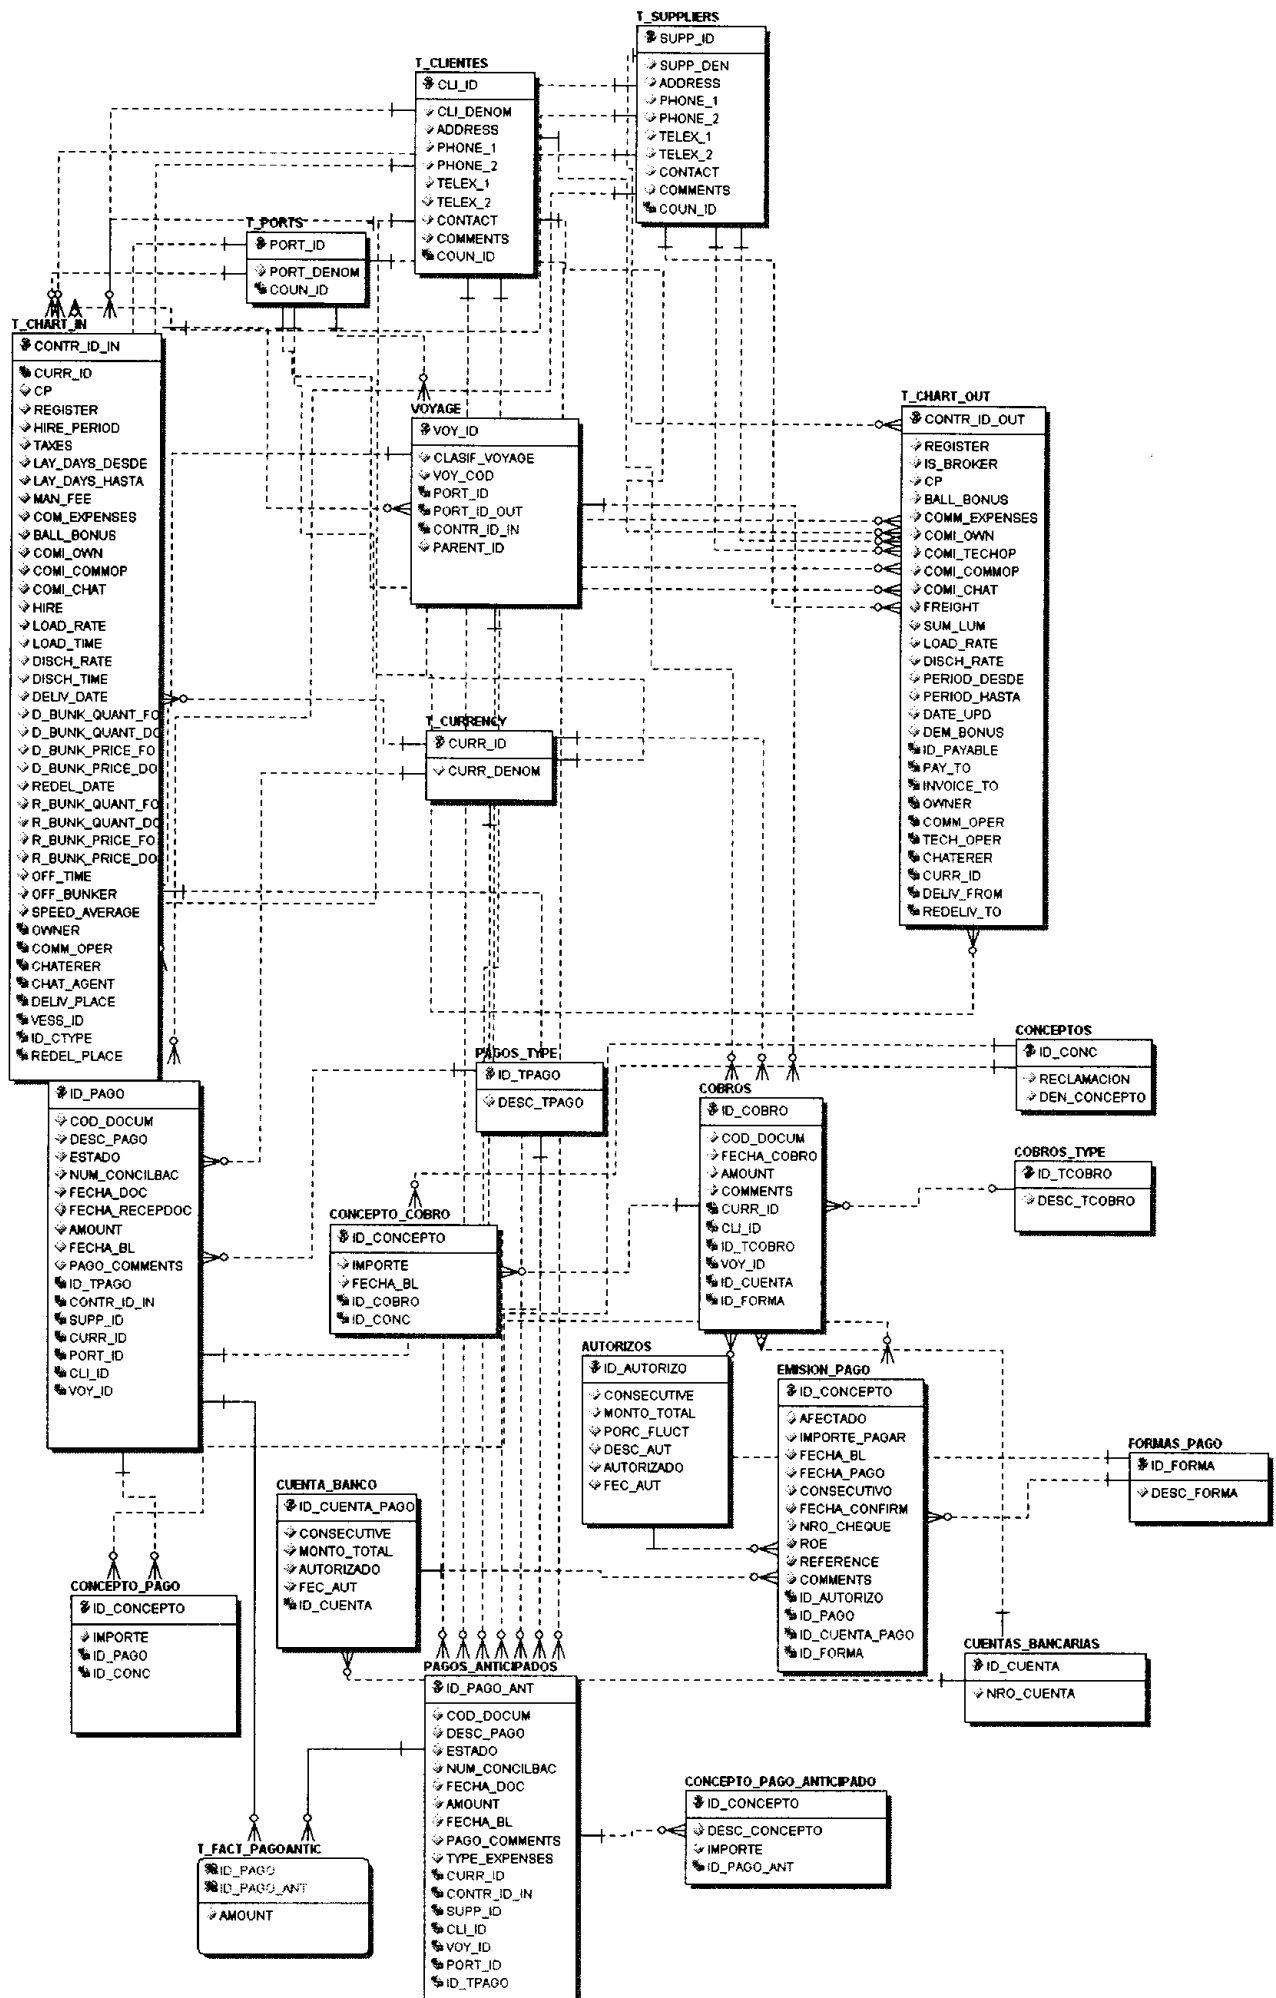 T_SUPPLIERS
SUPP_ID
SUPP_DEN
ADDRESS
PHONE_1
PHONE_2
TELEX_1
TELEX_2
CONTACT
COMMENTS
COUN_ID
T_CLIENTES
CLI_ID
CLI_DENOM
ADDRESS
PHONE_1
PHONE_2
TELEX_1
TELEX_2
CONTACT
COMMENTS
COUN_ID
T_PORTS
PORT_ID
PORT_DENOM
COUN_ID
T_CHART_IN
CONTR_ID_IN
CURR_ID
CP
REGISTER
HIRE_PERIOD
TAXES
LAY_DAYS_DESDE
LAY_DAYS_HASTA
MAN_FEE
COM_EXPENSES
BALL_BONUS
COMI_OWN
COMI_COMMOP
COMI_CHAT
HIRE
LOAD_RATE
LOAD_TIME
DISCH_RATE
DISCH_TIME
DELIV_DATE
D_BUNK_QUANT_FO
D_BUNK_QUANT_DO
D_BUNK_PRICE_FO
D_BUNK_PRICE_DO
REDEL_DATE
R_BUNK_QUANT_FO
R_BUNK_QUANT_DO
R_BUNK_PRICE_FO
R_BUNK_PRICE_DO
OFF_TIME
OFF_BUNKER
SPEED_AVERAGE
OWNER
COMM_OPER
CHATERER
CHAT_AGENT
DELIV_PLACE
VESS_ID
ID_CTYPE
REDEL_PLACE
VOYAGE
VOY_ID
CLASIF_VOYAGE
VOY_COD
PORT_ID
PORT_ID_OUT
CONTR_ID_IN
PARENT_ID
T_CHART_OUT
CONTR_ID_OUT
REGISTER
IS_BROKER
CP
BALL_BONUS
COMM_EXPENSES
COMI_OWN
COMI_TECHOP
COMI_COMMOP
COMI_CHAT
FREIGHT
SUM_LUM
LOAD_RATE
DISCH_RATE
PERIOD_DESDE
PERIOD_HASTA
DATE_UPD
DEM_BONUS
ID_PAYABLE
PAY_TO
INVOICE_TO
OWNER
COMM_OPER
TECH_OPER
CHATERER
CURR_ID
DELIV_FROM
REDELIV_TO
T_CURRENCY
CURR_ID
CURR_DENOM
ID_PAGO
COD_DOCUM
DESC_PAGO
ESTADO
NUM_CONCILBAC
FECHA_DOC
FECHA_RECEPDOC
AMOUNT
FECHA_BL
PAGO_COMMENTS
ID_TPAGO
CONTR_ID_IN
SUPP_ID
CURR_ID
PORT_ID
CLI_ID
VOY_ID
PAGOS_TYPE
ID_TPAGO
DESC_TPAGO
CONCEPTOS
ID_CONC
RECLAMACION
DEN_CONCEPTO
COBROS
ID_COBRO
COD_DOCUM
FECHA_COBRO
AMOUNT
COMMENTS
CURR_ID
CLI_ID
ID_TCOBRO
VOY_ID
ID_CUENTA
ID_FORMA
COBROS_TYPE
ID_TCOBRO
DESC_TCOBRO
CONCEPTO_COBRO
ID_CONCEPTO
IMPORTE
FECHA_BL
ID_COBRO
ID_CONC
AUTORIZOS
ID_AUTORIZO
CONSECUTIVE
MONTO_TOTAL
PORC_FLUCT
DESC_AUT
AUTORIZADO
FEC_AUT
EMISION_PAGO
ID_CONCEPTO
AFECTADO
IMPORTE_PAGAR
FECHA_BL
FECHA_PAGO
CONSECUTIVO
FECHA_CONFIRM
NRO_CHEQUE
ROE
REFERENCE
COMMENTS
ID_AUTORIZO
ID_PAGO
ID_CUENTA_PAGO
ID_FORMA
FORMAS_PAGO
ID_FORMA
DESC_FORMA
CUENTA_BANCO
ID_CUENTA_PAGO
CONSECUTIVE
MONTO_TOTAL
AUTORIZADO
FEC_AUT
ID_CUENTA
CONCEPTO_PAGO
ID_CONCEPTO
IMPORTE
ID_PAGO
ID_CONC
CUENTAS_BANCARIAS
ID_CUENTA
NRO_CUENTA
PAGOS_ANTICIPADOS
ID_PAGO_ANT
COD_DOCUM
DESC_PAGO
ESTADO
NUM_CONCILBAC
FECHA_DOC
AMOUNT
FECHA_BL
PAGO_COMMENTS
TYPE_EXPENSES
CURR_ID
CONTR_ID_IN
SUPP_ID
CLI_ID
VOY_ID
PORT_ID
ID_TPAGO
CONCEPTO_PAGO_ANTICIPADO
ID_CONCEPTO
DESC_CONCEPTO
IMPORTE
ID_PAGO_ANT
T_FACT_PAGOANTIC
ID_PAGO
ID_PAGO_ANT
AMOUNT